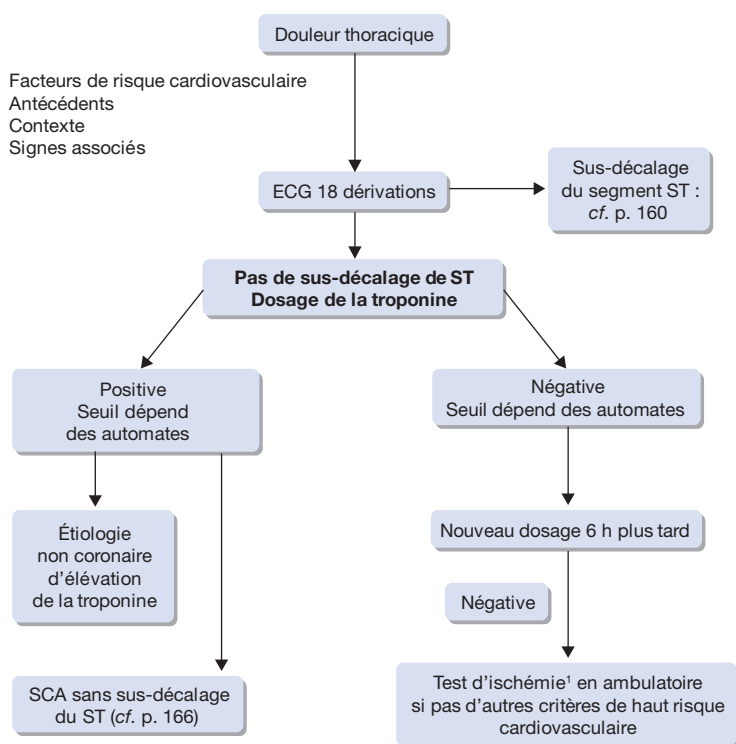 Douleur thoracique
Facteurs de risque cardiovasculaire
Antécédents
Contexte
Signes associés
ECG 18 dérivations
Sus-décalage
du segment ST :
cf. p. 160
Pas de sus-décalage de ST
Dosage de la troponine
Positive
Seuil dépend
des automates
Négative
Seuil dépend des automates
Étiologie
non coronaire
d'élévation
de la troponine
Nouveau dosage 6 h plus tard
Négative
SCA sans sus-décalage
du ST (cf. p. 166)
Test d'ischémie¹ en ambulatoire
si pas d'autres critères de haut risque
cardiovasculaire